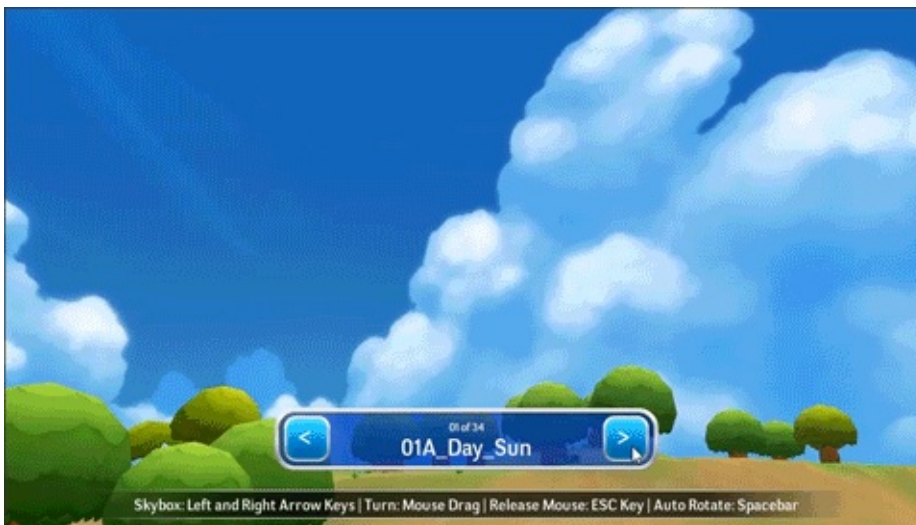 01 of 34
< 01A_Day_Sun >
Skybox: Left and Right Arrow Keys | Turn: Mouse Drag | Release Mouse: ESC Key | Auto Rotate: Spacebar